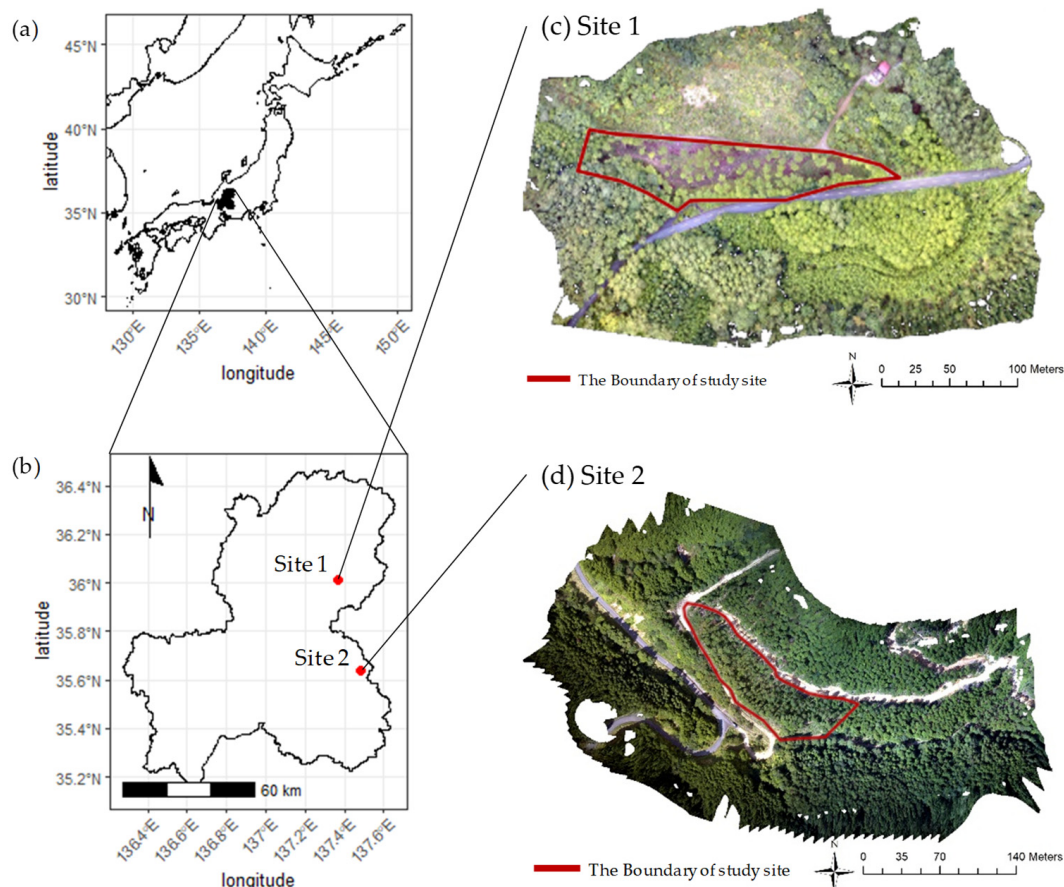 (a)
45°N
40°N
35°N
30°N
latitude
130°E
135°E
140°E
145°E
150°E
longitude
(b)
N
36.4°N
36.2°N
36°N
35.8°N
35.6°N
35.4°N
35.2°N
latitude
Site 1
Site 2
60 km
136.4°E
136.6°E
136.8°E
137°E
137.2°E
137.4°E
137.6°E
longitude
(c) Site 1
The Boundary of study site
N
0 25 50 100 Meters
(d) Site 2
The Boundary of study site
N
0 35 70 140 Meters